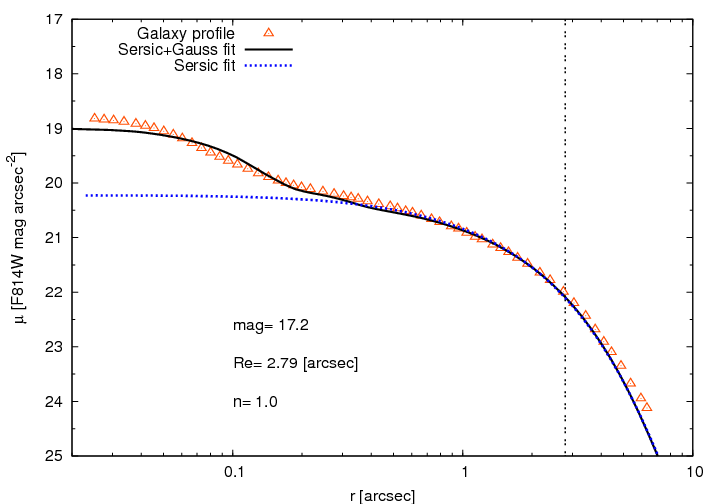 Galaxy profile
Sersic+Gauss fit
Sersic fit
17
18
19
20
21
22
23
24
25
μ [F814W mag arcsec-2]
mag= 17.2
Re= 2.79 [arcsec]
n= 1.0
0.1
1
10
r [arcsec]